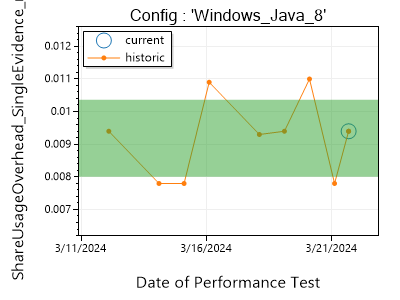 Config : 'Windows_Java_8'
current
historic
0.012
0.011
0.01
0.009
0.008
0.007
3/11/2024
3/16/2024
3/21/2024
Date of Performance Test
ShareUsageOverhead_SingleEvidence_